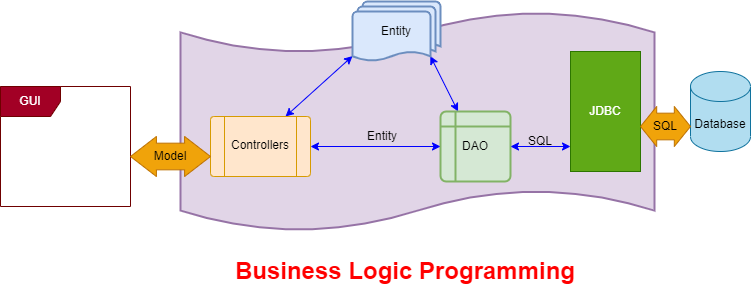 Entity
GUI
JDBC
Controllers
Entity
DAO
SQL
SQL
Database
Model
Business Logic Programming